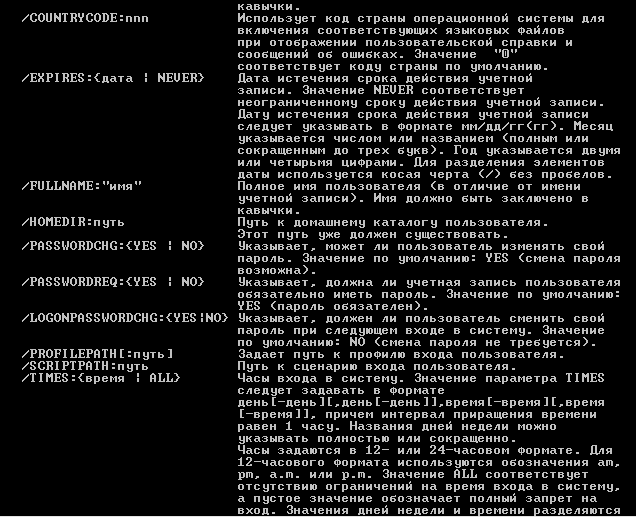 кавычки.
/COUNTRYCODE:nnn Использует код страны операционной системы для
включения соответствующих языковых файлов
при отображении пользовательской справки и
сообщений об ошибках. Значение "0"
соответствует коду страны по умолчанию.
/EXPIRES:{дата | NEVER} Дата истечения срока действия учетной
записи. Значение NEVER соответствует
неограниченному сроку действия учетной записи.
Дату истечения срока действия учетной записи
следует указывать в формате мм/дд/гг(гг). Месяц
указывается числом или названием (полным или
сокращенным до трех букв). Год указывается двумя
или четырьмя цифрами. Для разделения элементов
даты используется косая черта (/) без пробелов.
/FULLNAME:"имя" Полное имя пользователя (в отличие от имени
учетной записи). Имя должно быть заключено в
кавычки.
/HOMEDIR:путь Путь к домашнему каталогу пользователя.
Этот путь уже должен существовать.
/PASSWORDCHG:{YES | NO} Указывает, может ли пользователь изменять свой
пароль. Значение по умолчанию: YES (смена пароля
возможна).
/PASSWORDREQ:{YES | NO} Указывает, должна ли учетная запись пользователя
обязательно иметь пароль. Значение по умолчанию:
YES (пароль обязателен).
/LOGONPASSWORDCHG:{YES|NO} Указывает, должен ли пользователь сменить свой
пароль при следующем входе в систему. Значение
по умолчанию: NO (смена пароля не требуется).
/PROFILEPATH[:путь] Задает путь к профилю входа пользователя.
/SCRIPTPATH:путь Путь к сценарию входа пользователя.
/TIMES:{время | ALL} Часы входа в систему. Значение параметра TIMES
следует задавать в формате
день[-день][,день[-день]],время[-время][,время
[-время]], причем интервал приращения времени
равен 1 часу. Названия дней недели можно
указывать полностью или сокращенно.
Часы задаются в 12- или 24-часовом формате. Для
12-часового формата используются обозначения am,
pm, a.m. или p.m. Значение ALL соответствует
отсутствию ограничений на время входа в систему,
а пустое значение обозначает полный запрет на
вход. Значения дней недели и времени разделяются